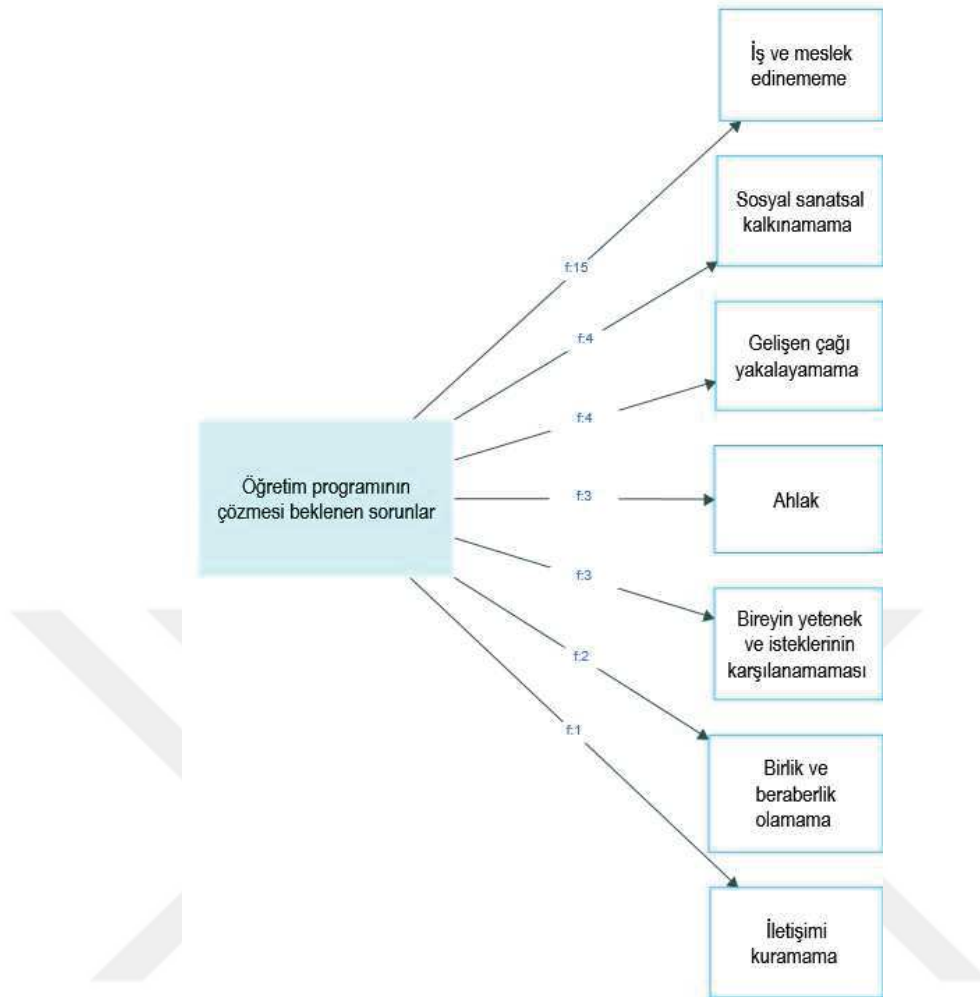 İş ve meslek
edinememe
Sosyal sanatsal
kalkınamama
f:15
Gelişen çağı
yakalayamama
f:4
f:4
Öğretim programının
çözmesi beklenen sorunlar
f:3
Ahlak
f:3
Bireyin yetenek
ve isteklerinin
karşılanamaması
f:2
f:1
Birlik ve
beraberlik
olamama
İletişimi
kuramama